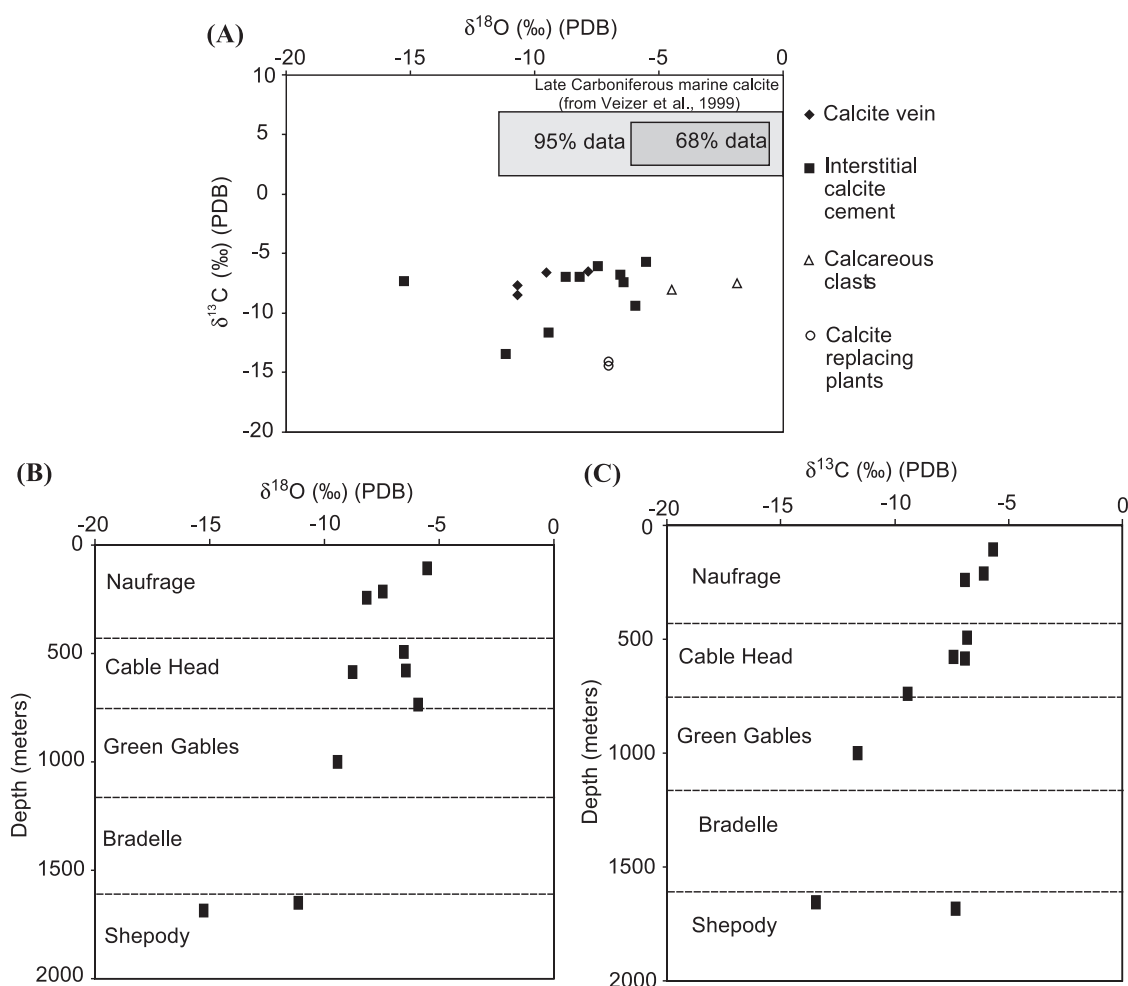 (A)
δ18O (‰) (PDB)
-20 -15 -10 -5 0
Late Carboniferous marine calcite
(from Veizer et al., 1999)
95% data 68% data
10
5
0
-5
-10
-15
-20
δ13C (‰) (PDB)
Calcite vein
Interstitial
calcite
cement
Calcareous
clasts
Calcite
replacing
plants
(B)
δ18O (‰) (PDB)
-20 -15 -10 -5 0
0
500
1000
1500
2000
Depth (meters)
Naufrage
Cable Head
Green Gables
Bradelle
Shepody
δ13C (‰) (PDB)
(C)
-20 -15 -10 -5 0
0
500
1000
1500
2000
Depth (meters)
Naufrage
Cable Head
Green Gables
Bradelle
Shepody